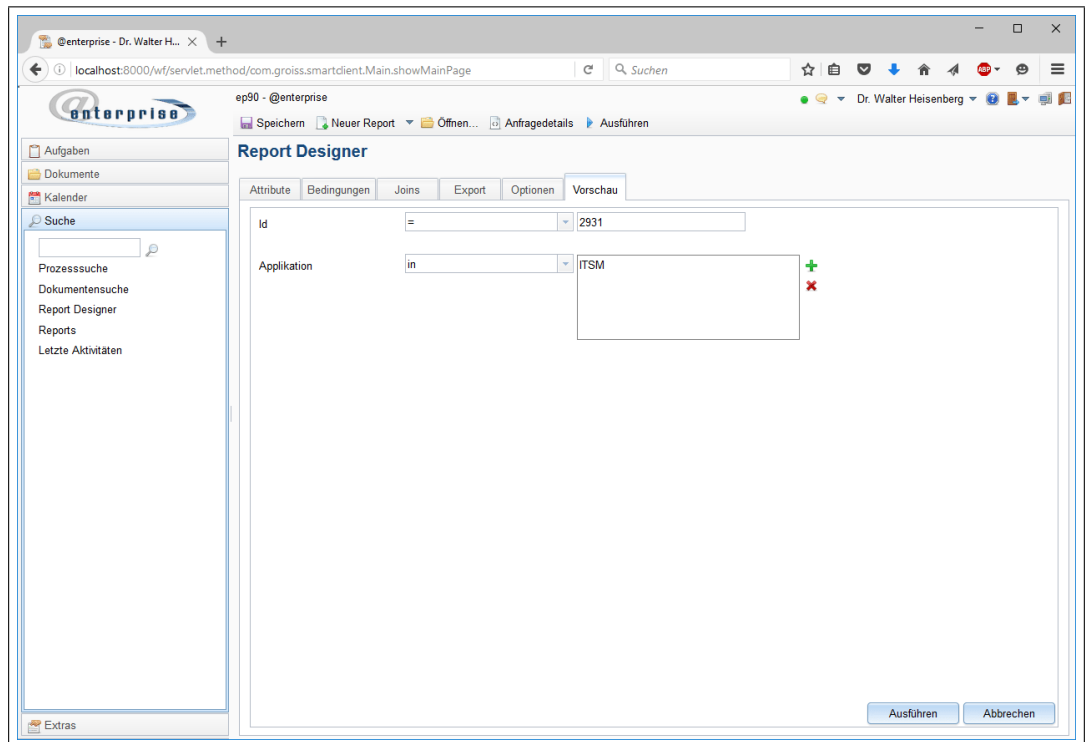 @enterprise - Dr. Walter H...
localhost:8000/wf/servlet.method/com.groiss.smartclient.Main.showMainPage
Suchen
ABP
@enterprise
ep90 - @enterprise
Dr. Walter Heisenberg
Speichern Neuer Report Öffnen... Anfragedetails Ausführen
Aufgaben
Dokumente
Kalender
Suche
Prozesssuche
Dokumentensuche
Report Designer
Reports
Letzte Aktivitäten
Extras
Report Designer
Attribute Bedingungen Joins Export Optionen Vorschau
Id = 2931
Applikation in ITSM
Ausführen Abbrechen